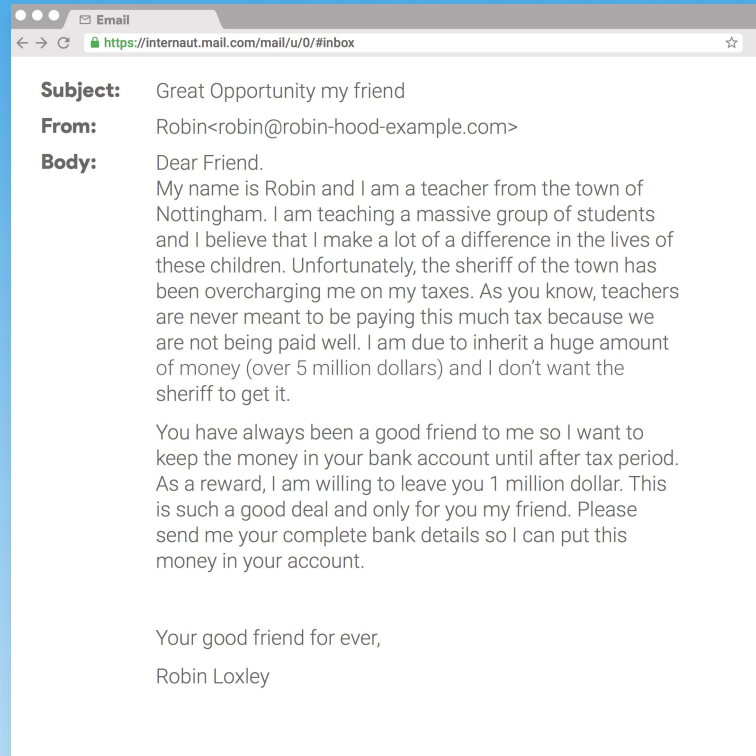 Email
https://internaut.mail.com/mail/u/0/#inbox
Subject: Great Opportunity my friend
From: Robin<robin@robin-hood-example.com>
Body: Dear Friend.
My name is Robin and I am a teacher from the town of
Nottingham. I am teaching a massive group of students
and I believe that I make a lot of a difference in the lives of
these children. Unfortunately, the sheriff of the town has
been overcharging me on my taxes. As you know, teachers
are never meant to be paying this much tax because we
are not being paid well. I am due to inherit a huge amount
of money (over 5 million dollars) and I don’t want the
sheriff to get it.
You have always been a good friend to me so I want to
keep the money in your bank account until after tax period.
As a reward, I am willing to leave you 1 million dollar. This
is such a good deal and only for you my friend. Please
send me your complete bank details so I can put this
money in your account.
Your good friend for ever,
Robin Loxley